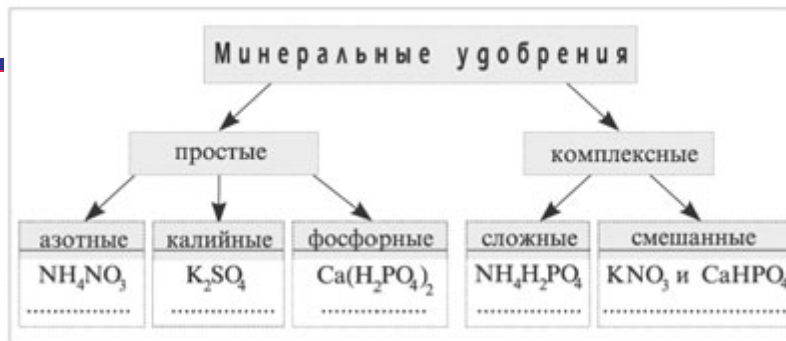 Минеральные удобрения
простые
комплексные
азотные
калийные
фосфорные
сложные
смешанные
NH₄NO₃
K₂SO₄
Ca(H₂PO₄)₂
NH₄H₂PO₄
KNO₃ и CaHPO₄